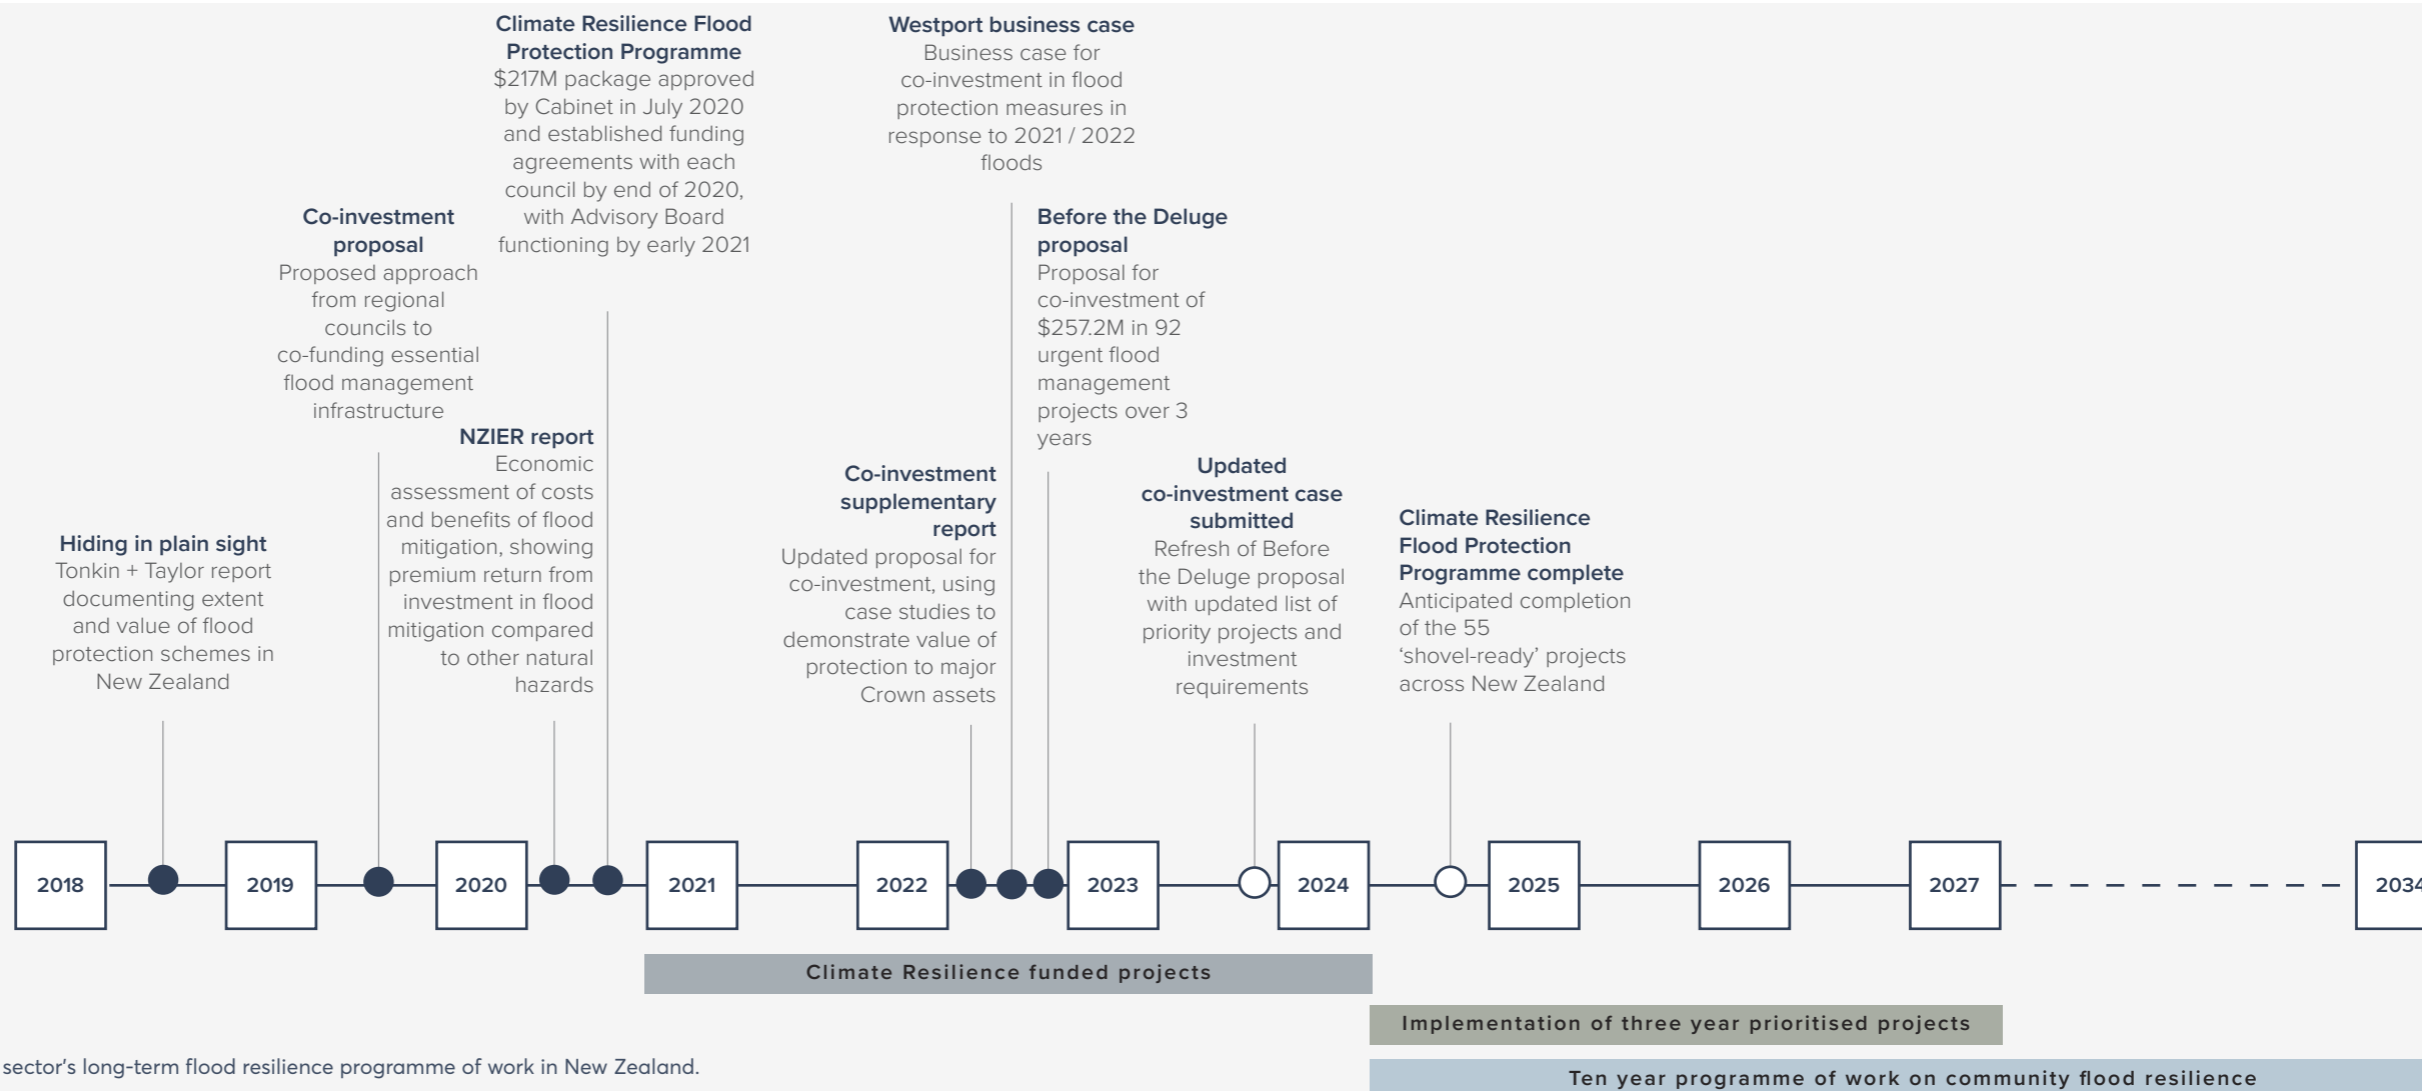 Climate Resilience Flood
Protection Programme
$217M package approved
by Cabinet in July 2020
and established funding
agreements with each
council by end of 2020,
with Advisory Board
functioning by early 2021
Westport business case
Business case for
co-investment in flood
protection measures in
response to 2021 / 2022
floods
Co-investment
proposal
Proposed approach
from regional
councils to
co-funding essential
flood management
infrastructure
Before the Deluge
proposal
Proposal for
co-investment of
$257.2M in 92
urgent flood
management
projects over 3
years
NZIER report
Economic
assessment of costs
and benefits of flood
mitigation, showing
premium return from
investment in flood
mitigation compared
to other natural
hazards
Co-investment
supplementary
report
Updated proposal for
co-investment, using
case studies to
demonstrate value of
protection to major
Crown assets
Updated
co-investment case
submitted
Refresh of Before
the Deluge proposal
with updated list of
priority projects and
investment
requirements
Climate Resilience
Flood Protection
Programme complete
Anticipated completion
of the 55
‘shovel-ready’ projects
across New Zealand
Hiding in plain sight
Tonkin + Taylor report
documenting extent
and value of flood
protection schemes in
New Zealand
2018
2019
2020
2021
2022
2023
2024
2025
2026
2027
2034
Climate Resilience funded projects
Implementation of three year prioritised projects
sector's long-term flood resilience programme of work in New Zealand.
Ten year programme of work on community flood resilience